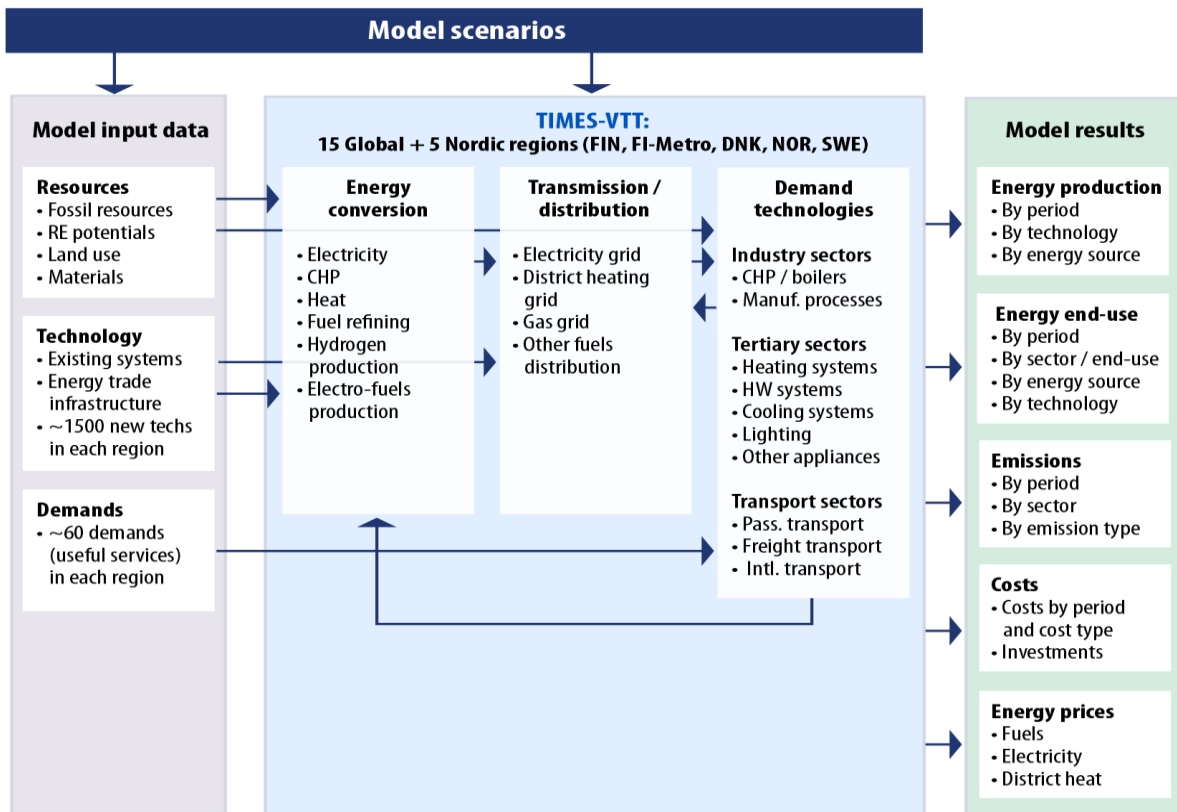 Model scenarios
Model input data
Resources
• Fossil resources
• RE potentials
• Land use
• Materials
Technology
• Existing systems
• Energy trade
infrastructure
• ~1500 new techs
in each region
Demands
• ~60 demands
(useful services)
in each region
TIMES-VTT:
15 Global + 5 Nordic regions (FIN, FI-Metro, DNK, NOR, SWE)
Energy
conversion
• Electricity
• CHP
• Heat
• Fuel refining
• Hydrogen
production
• Electro-fuels
production
Transmission /
distribution
• Electricity grid
• District heating
grid
• Gas grid
• Other fuels
distribution
Demand
technologies
Industry sectors
• CHP / boilers
• Manuf. processes
Tertiary sectors
• Heating systems
• HW systems
• Cooling systems
• Lighting
• Other appliances
Transport sectors
• Pass. transport
• Freight transport
• Intl. transport
Model results
Energy production
• By period
• By technology
• By energy source
Energy end-use
• By period
• By sector / end-use
• By energy source
• By technology
Emissions
• By period
• By sector
• By emission type
Costs
• Costs by period
and cost type
• Investments
Energy prices
• Fuels
• Electricity
• District heat